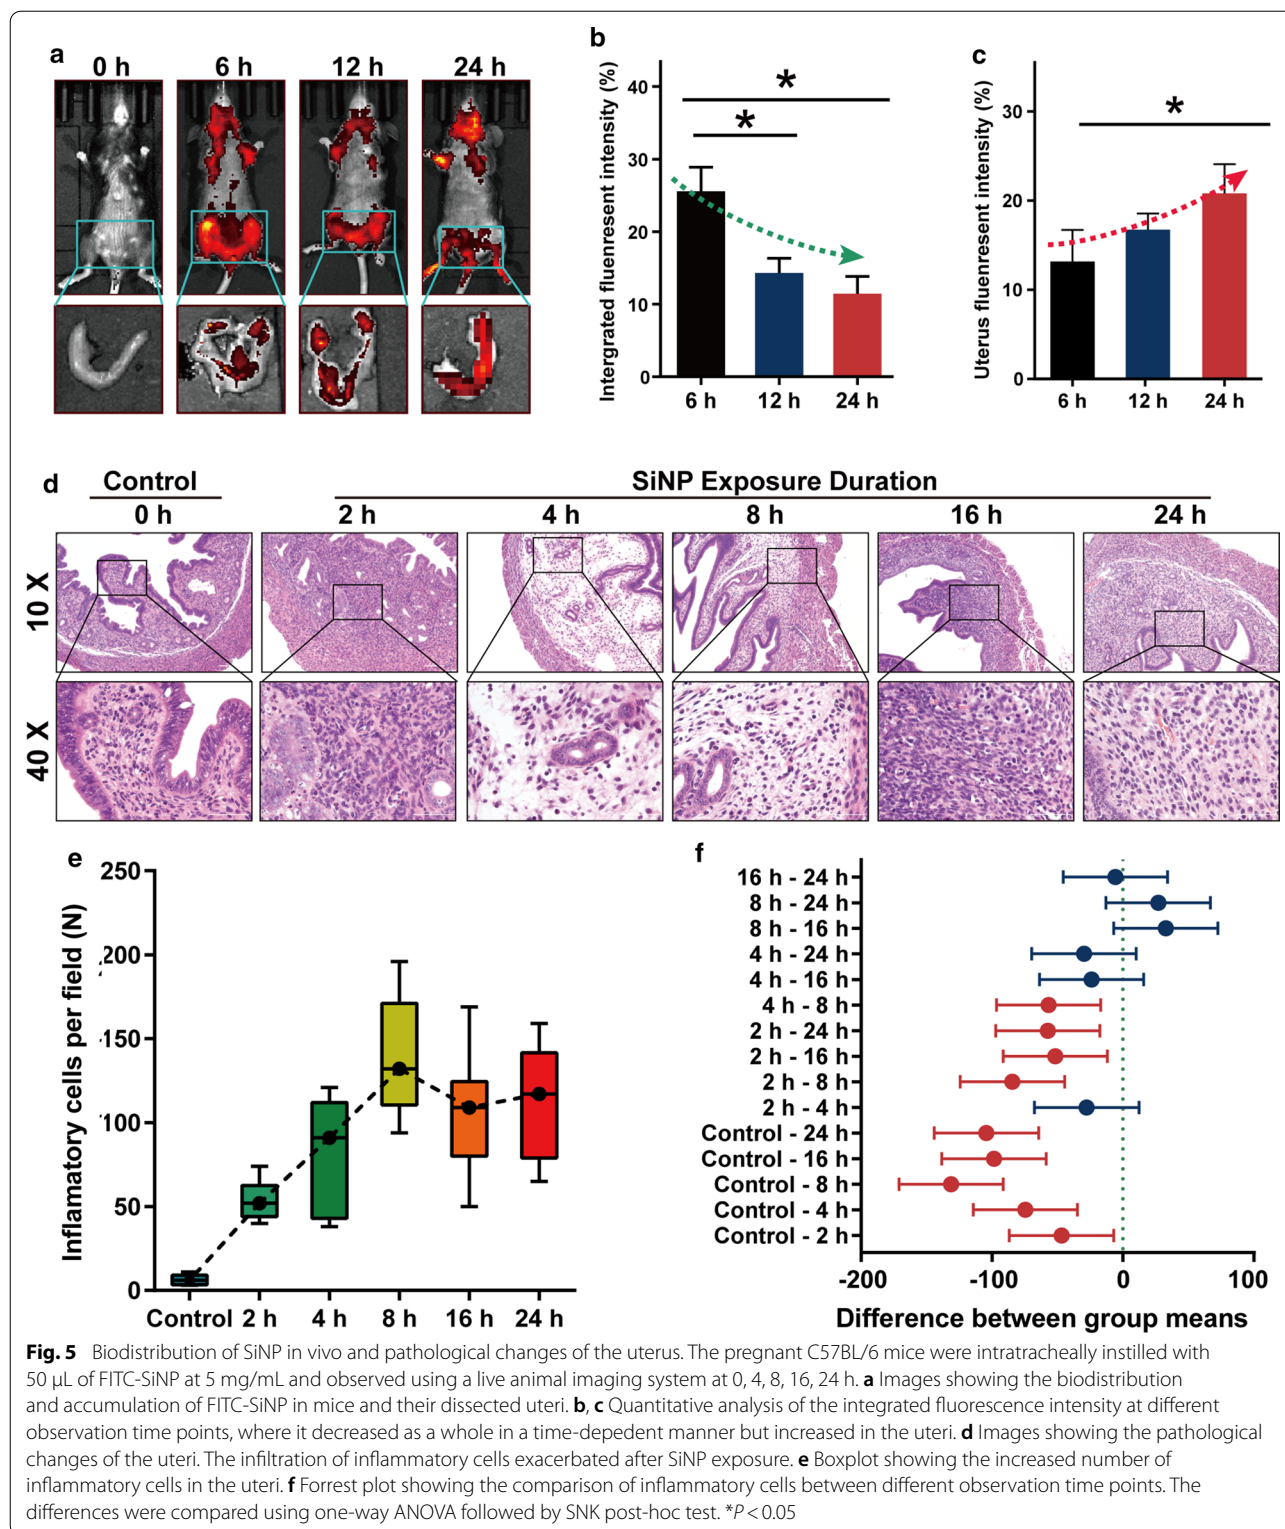 a
0 h
6 h
12 h
24 h
b
Intergrated fluenresent intensity (%)
40
30
20
10
0
*
*
6 h
12 h
24 h
c
Uterus fluenresent intensity (%)
30
20
10
0
*
6 h
12 h
24 h
d
Control
SiNP Exposure Duration
0 h
2 h
4 h
8 h
16 h
24 h
10 X
40 X
e
Inflamatory cells per field (N)
250
200
150
100
50
0
Control
2 h
4 h
8 h
16 h
24 h
f
16 h - 24 h
8 h - 24 h
8 h - 16 h
4 h - 24 h
4 h - 16 h
4 h - 8 h
2 h - 24 h
2 h - 16 h
2 h - 8 h
2 h - 4 h
Control - 24 h
Control - 16 h
Control - 8 h
Control - 4 h
Control - 2 h
-200
-100
0
100
Difference between group means
Fig. 5 Biodistribution of SiNP in vivo and pathological changes of the uterus. The pregnant C57BL/6 mice were intratracheally instilled with
50 µL of FITC-SiNP at 5 mg/mL and observed using a live animal imaging system at 0, 4, 8, 16, 24 h. a Images showing the biodistribution
and accumulation of FITC-SiNP in mice and their dissected uteri. b, c Quantitative analysis of the integrated fluorescence intensity at different
observation time points, where it decreased as a whole in a time-depedent manner but increased in the uteri. d Images showing the pathological
changes of the uteri. The infiltration of inflammatory cells exacerbated after SiNP exposure. e Boxplot showing the increased number of
inflammatory cells in the uteri. f Forrest plot showing the comparison of inflammatory cells between different observation time points. The
differences were compared using one-way ANOVA followed by SNK post-hoc test. *P < 0.05